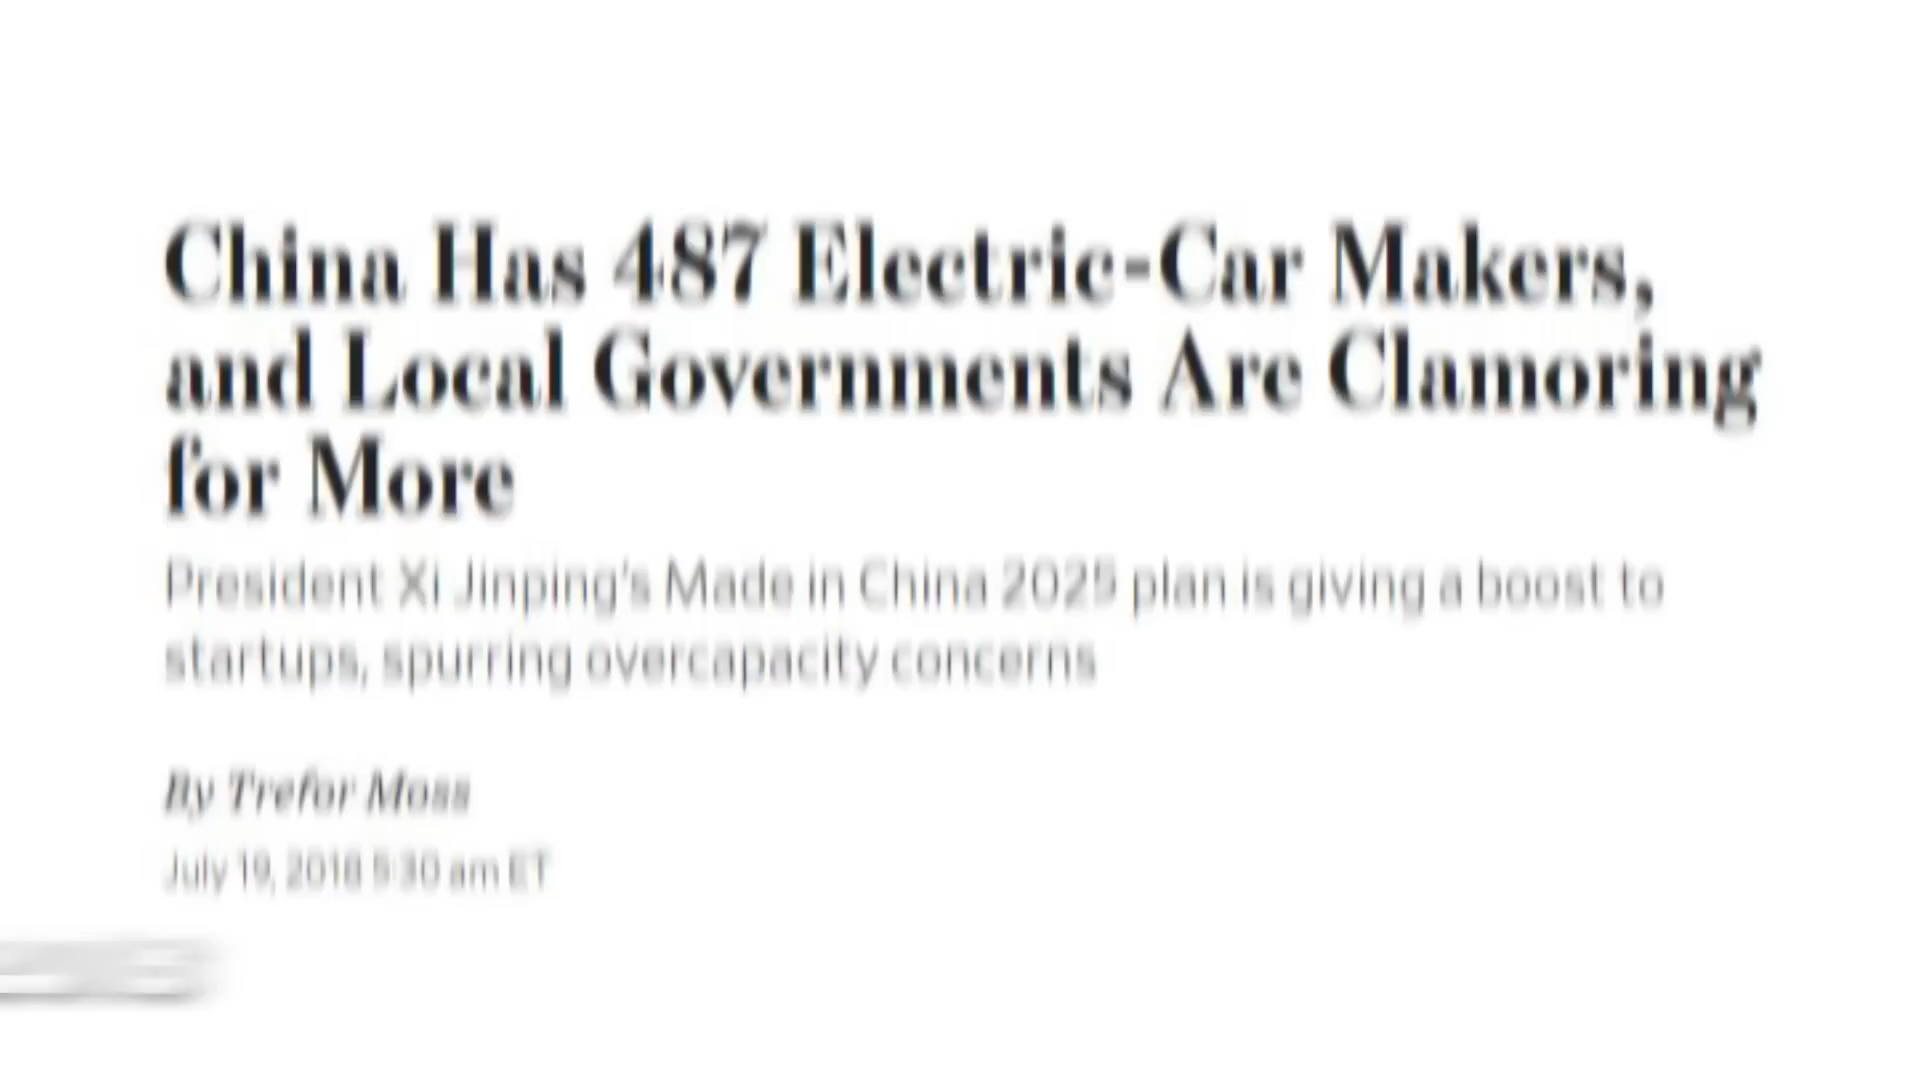 China Has 487 Electric-Car Makers,
and Local Governments Are Clamoring
for More
President Xi Jinping's Made in China 2025 plan is giving a boost to
startups, spurring overcapacity concerns
By Trefor Moss
July 19, 2018 5:30 am ET